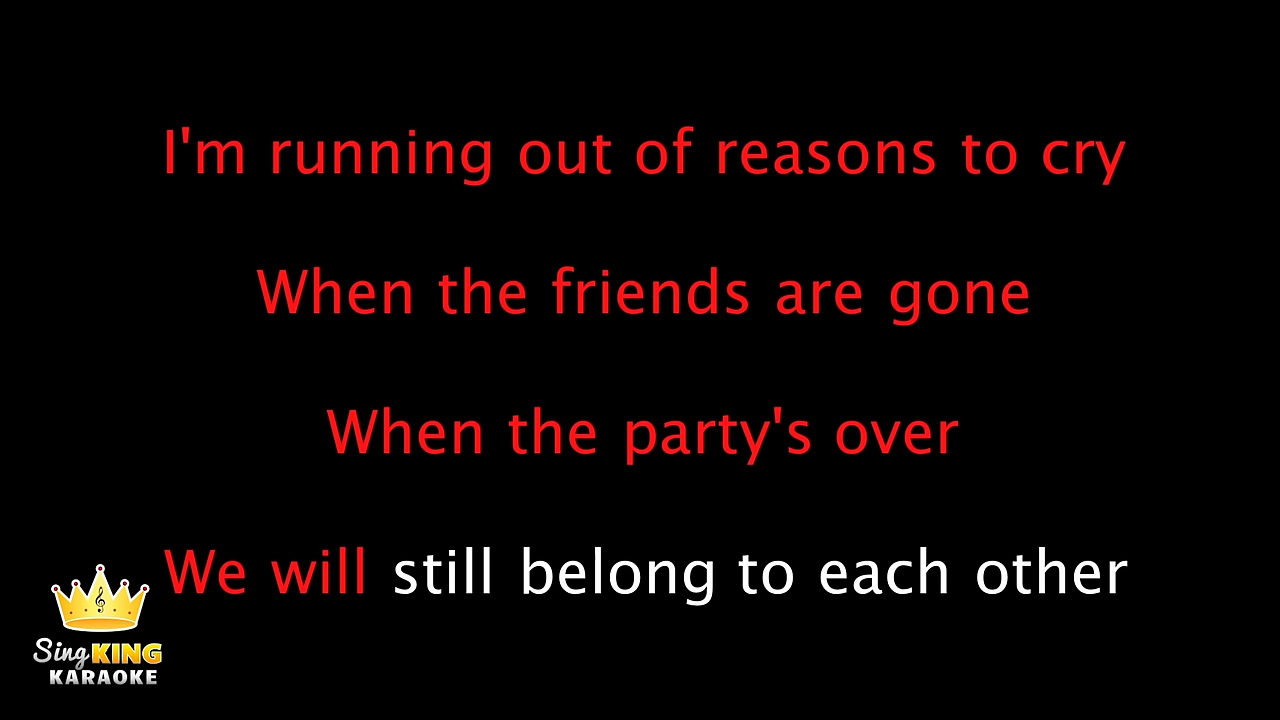 I'm running out of reasons to cry
When the friends are gone
When the party's over
We will still belong to each other
Sing KING
KARAOKE